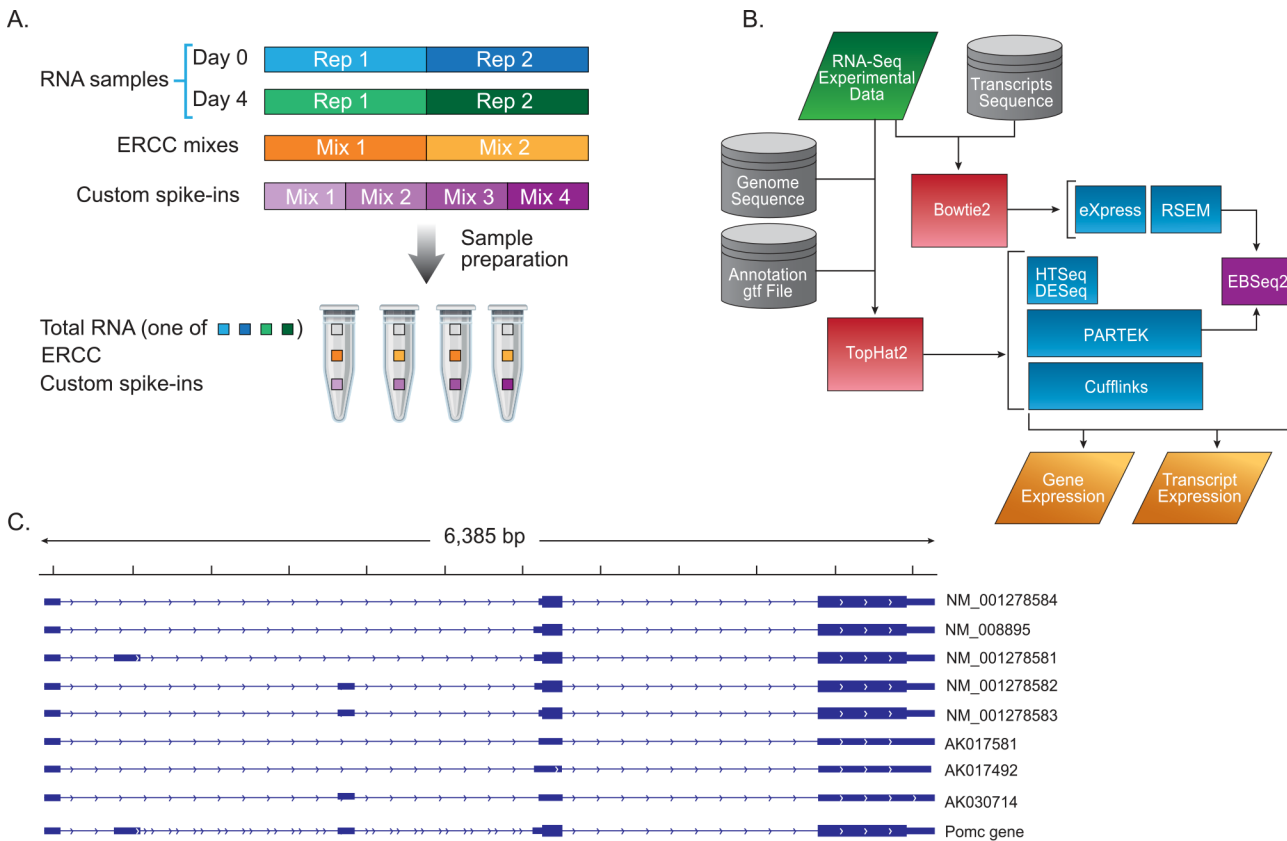 A.
Day 0
RNA samples
Day 4
Rep 1
Rep 2
Rep 1
Rep 2
ERCC mixes
Mix 1
Mix 2
Custom spike-ins
Mix 1
Mix 2
Mix 3
Mix 4
Sample
preparation
Total RNA (one of )
ERCC
Custom spike-ins
B.
RNA-Seq
Experimental
Data
Transcripts
Sequence
Genome
Sequence
Annotation
gtf File
Bowtie2
eXpress
RSEM
HTSeq
DESeq
EBSeq2
TopHat2
PARTEK
Cufflinks
Gene
Expression
Transcript
Expression
C.
6,385 bp
NM_001278584
NM_008895
NM_001278581
NM_001278582
NM_001278583
AK017581
AK017492
AK030714
Pomc gene